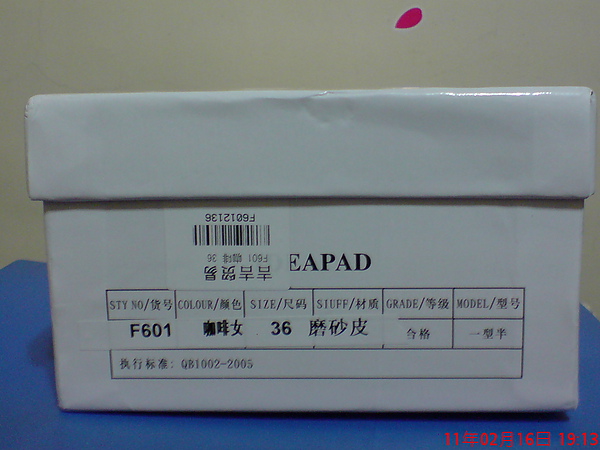 F6012136
F601 咖啡 36
吉吉贸易
EAPAD
STY NO/货号 COLOUR/颜色 SIZE/尺码 SIUFF/材质 GRADE/等级 MODEL/型号
F601 咖啡女 36 磨砂皮 合格 一型半
执行标准: QB1002-2005
11年02月16日 19:13